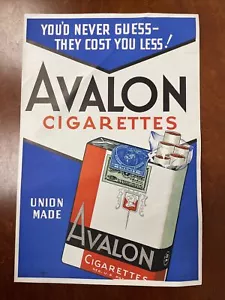 YOU'D NEVER GUESS—
THEY COST YOU LESS!
AVALON
CIGARETTES
UNION
MADE
AVALON
CIGARETTES